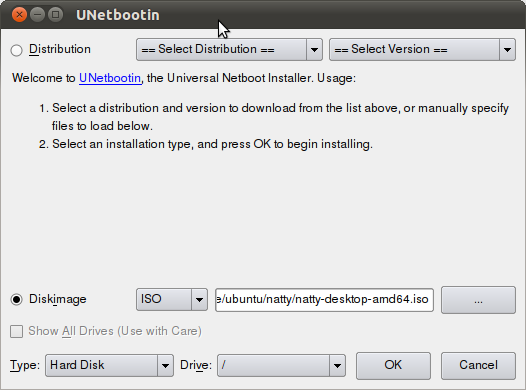 UNetbootin
Distribution == Select Distribution == == Select Version ==
Welcome to UNetbootin, the Universal Netboot Installer. Usage:
1. Select a distribution and version to download from the list above, or manually specify
files to load below.
2. Select an installation type, and press OK to begin installing.
Diskimage ISO e/ubuntu/natty/natty-desktop-amd64.iso ...
Show All Drives (Use with Care)
Type: Hard Disk Drive: / OK Cancel